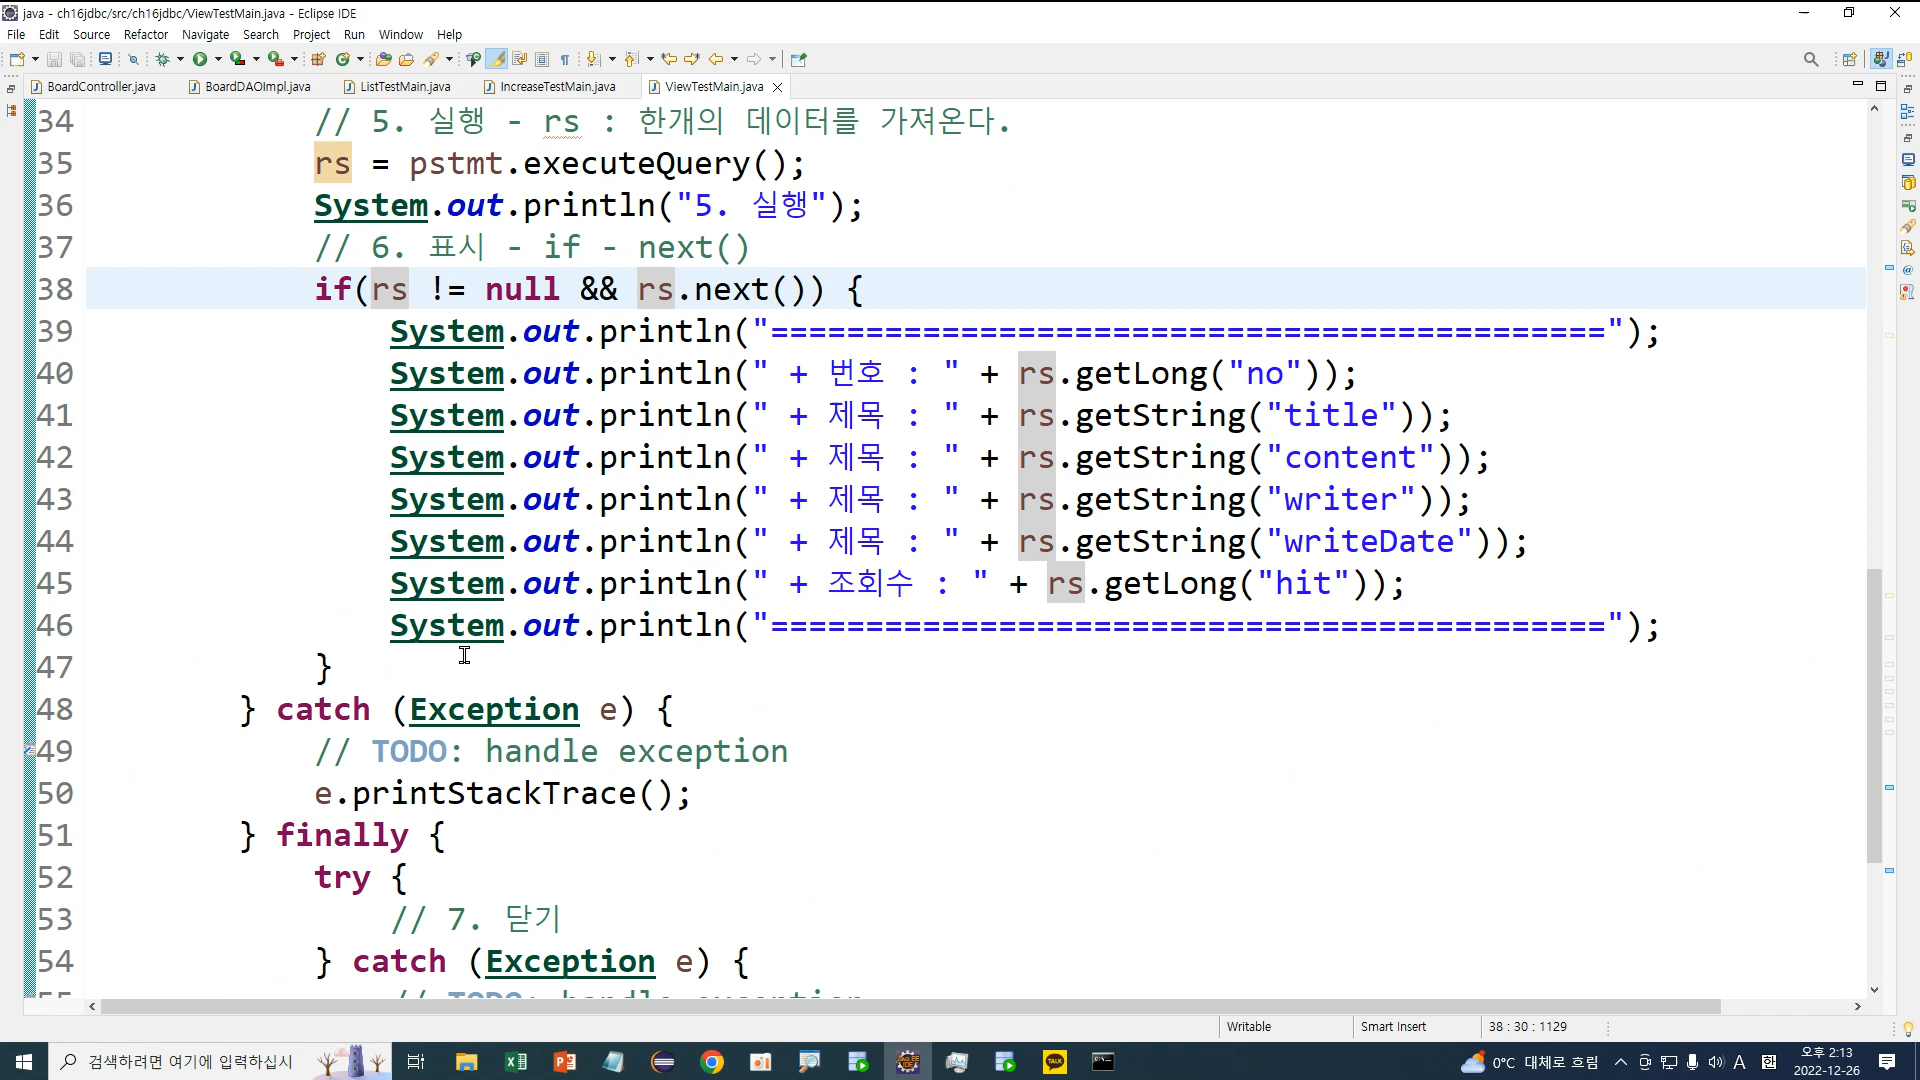 java - ch16jdbc/src/ch16jdbc/ViewTestMain.java - Eclipse IDE
File Edit Source Refactor Navigate Search Project Run Window Help
BoardController.java BoardDAOImpl.java ListTestMain.java IncreaseTestMain.java ViewTestMain.java
34 // 5. 실행 - rs : 한개의 데이터를 가져온다.
35 rs = pstmt.executeQuery();
36 System.out.println("5. 실행");
37 // 6. 표시 - if - next()
38 if(rs != null && rs.next()) {
39 System.out.println("============================================");
40 System.out.println(" + 번호 : " + rs.getLong("no"));
41 System.out.println(" + 제목 : " + rs.getString("title"));
42 System.out.println(" + 제목 : " + rs.getString("content"));
43 System.out.println(" + 제목 : " + rs.getString("writer"));
44 System.out.println(" + 제목 : " + rs.getString("writeDate"));
45 System.out.println(" + 조회수 : " + rs.getLong("hit"));
46 System.out.println("============================================");
47 }
48 } catch (Exception e) {
49 // TODO: handle exception
50 e.printStackTrace();
51 } finally {
52 try {
53 // 7. 닫기
54 } catch (Exception e) {
55 // TODO: handle exception
Writable Smart Insert 38 : 30 : 1129
검색하려면 여기에 입력하십시 TALK 0°C 대체로 흐림 A 한 오후 2:13
2022-12-26